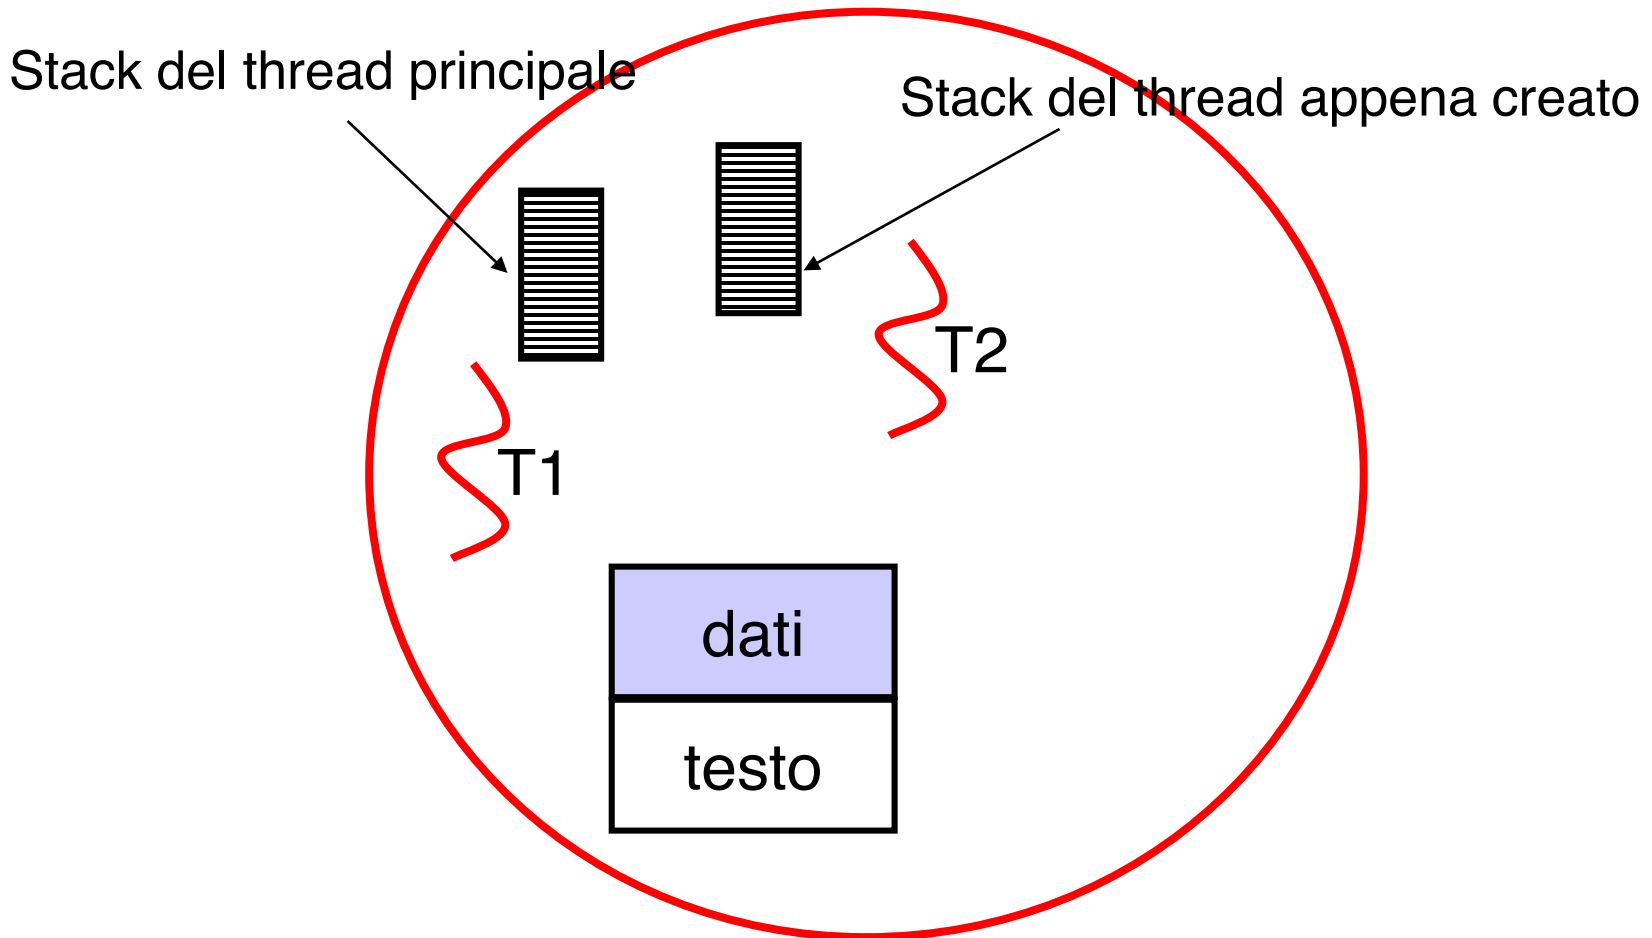 Stack del thread principale
Stack del thread appena creato
T2
T1
dati
testo